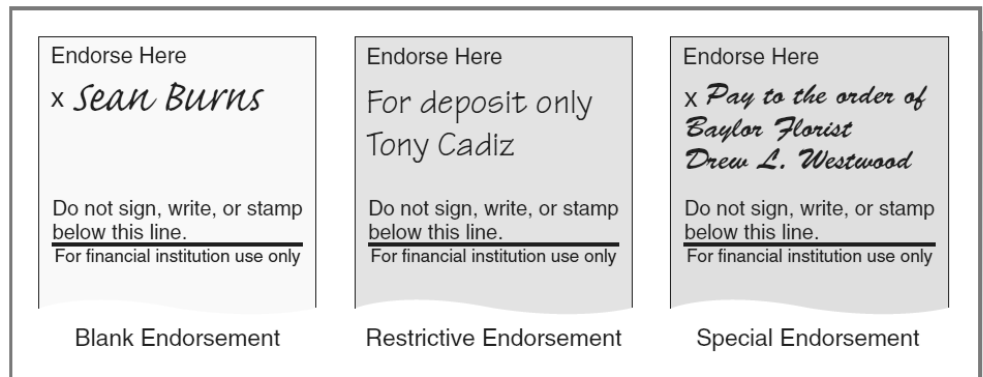 Endorse Here
x Sean Burns
Do not sign, write, or stamp
below this line.
For financial institution use only
Blank Endorsement
Endorse Here
For deposit only
Tony Cadiz
Do not sign, write, or stamp
below this line.
For financial institution use only
Restrictive Endorsement
Endorse Here
x Pay to the order of
Baylor Florist
Drew L. Westwood
Do not sign, write, or stamp
below this line.
For financial institution use only
Special Endorsement